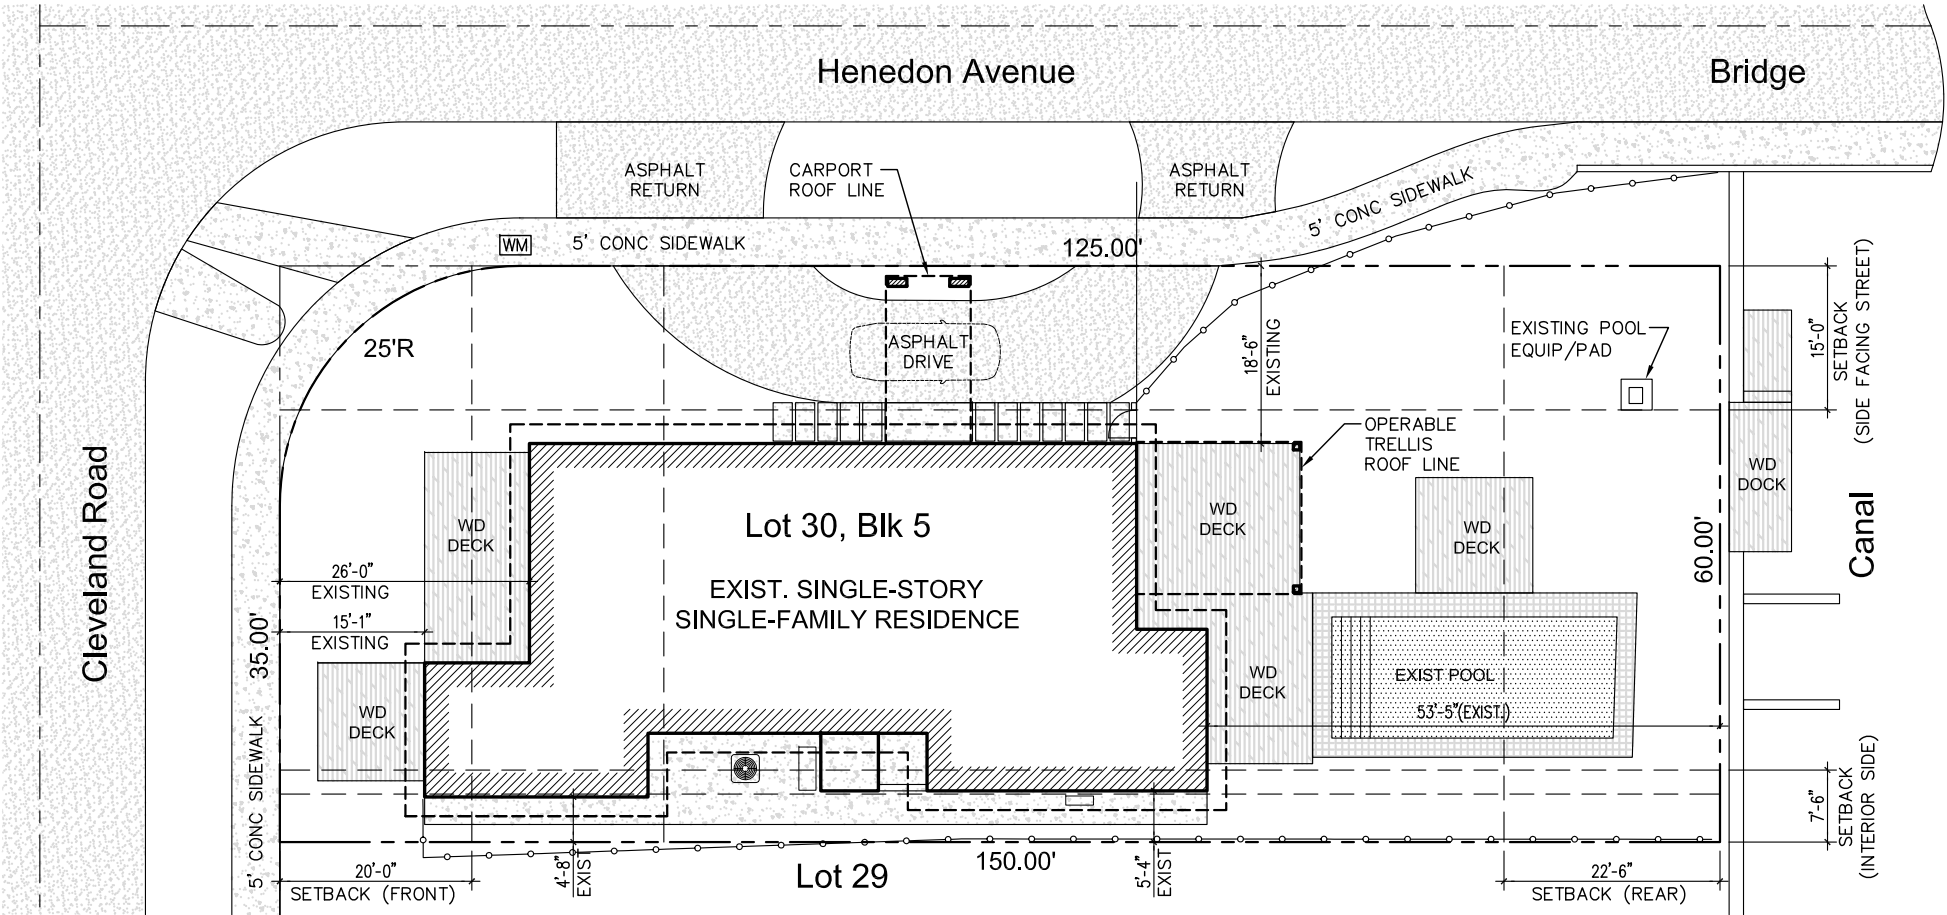 Henedon Avenue
Bridge
ASPHALT
RETURN
CARPORT
ROOF LINE
ASPHALT
RETURN
WM
5' CONC SIDEWALK
125.00'
5' CONC SIDEWALK
25'R
ASPHALT
DRIVE
18'-6"
EXISTING
EXISTING POOL
EQUIP/PAD
15'-0"
SETBACK
(SIDE FACING STREET)
OPERABLE
TRELLIS
ROOF LINE
WD
DOCK
Cleveland Road
WD
DECK
Lot 30, Blk 5
WD
DECK
WD
DECK
60.00'
Canal
26'-0"
EXISTING
EXIST. SINGLE-STORY
SINGLE-FAMILY RESIDENCE
15'-1"
EXISTING
35.00'
WD
DECK
WD
DECK
EXIST POOL
53'-5"(EXIST.)
5' CONC SIDEWALK
7'-6"
SETBACK
(INTERIOR SIDE)
20'-0"
SETBACK (FRONT)
4'-8"
EXIST
Lot 29
150.00'
5'-4"
EXIST
22'-6"
SETBACK (REAR)